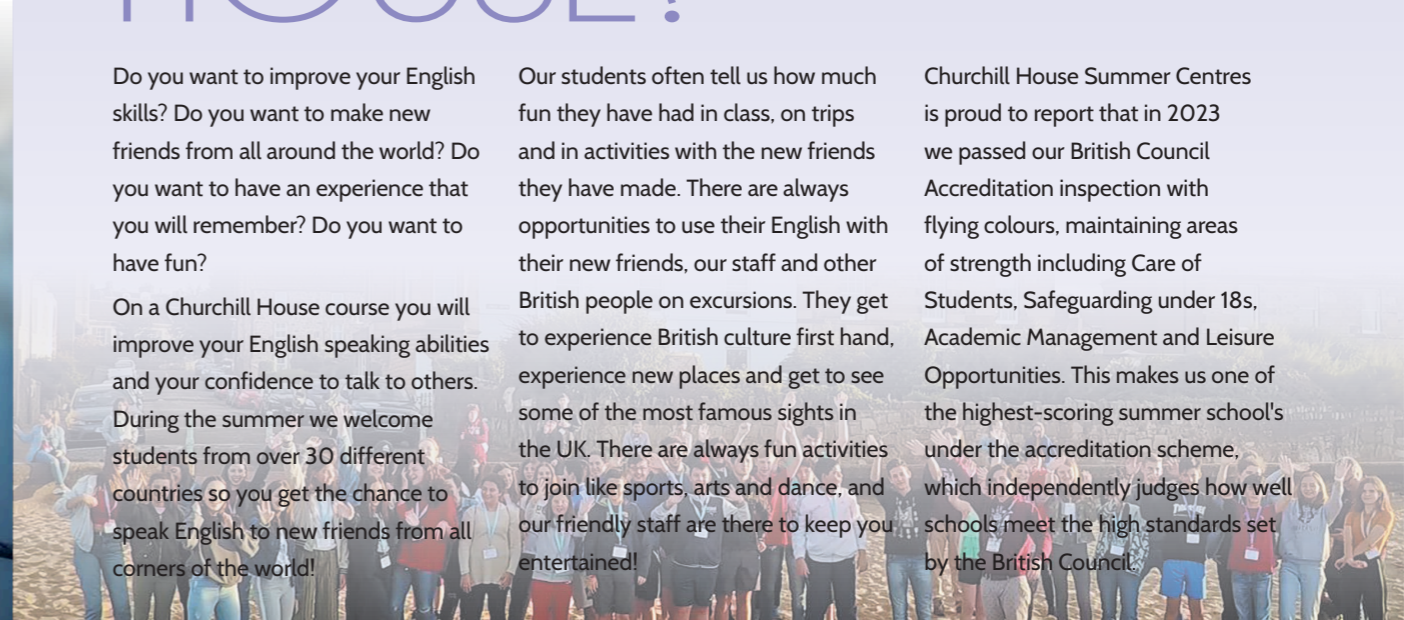 HOUSE?
Do you want to improve your English
skills? Do you want to make new
friends from all around the world? Do
you want to have an experience that
you will remember? Do you want to
have fun?
On a Churchill House course you will
improve your English speaking abilities
and your confidence to talk to others.
During the summer we welcome
students from over 30 different
countries so you get the chance to
speak English to new friends from all
corners of the world!
Our students often tell us how much
fun they have had in class, on trips
and in activities with the new friends
they have made. There are always
opportunities to use their English with
their new friends, our staff and other
British people on excursions. They get
to experience British culture first hand,
experience new places and get to see
some of the most famous sights in
the UK. There are always fun activities
to join like sports, arts and dance, and
our friendly staff are there to keep you
entertained!
Churchill House Summer Centres
is proud to report that in 2023
we passed our British Council
Accreditation inspection with
flying colours, maintaining areas
of strength including Care of
Students, Safeguarding under 18s,
Academic Management and Leisure
Opportunities. This makes us one of
the highest-scoring summer school's
under the accreditation scheme,
which independently judges how well
schools meet the high standards set
by the British Council.